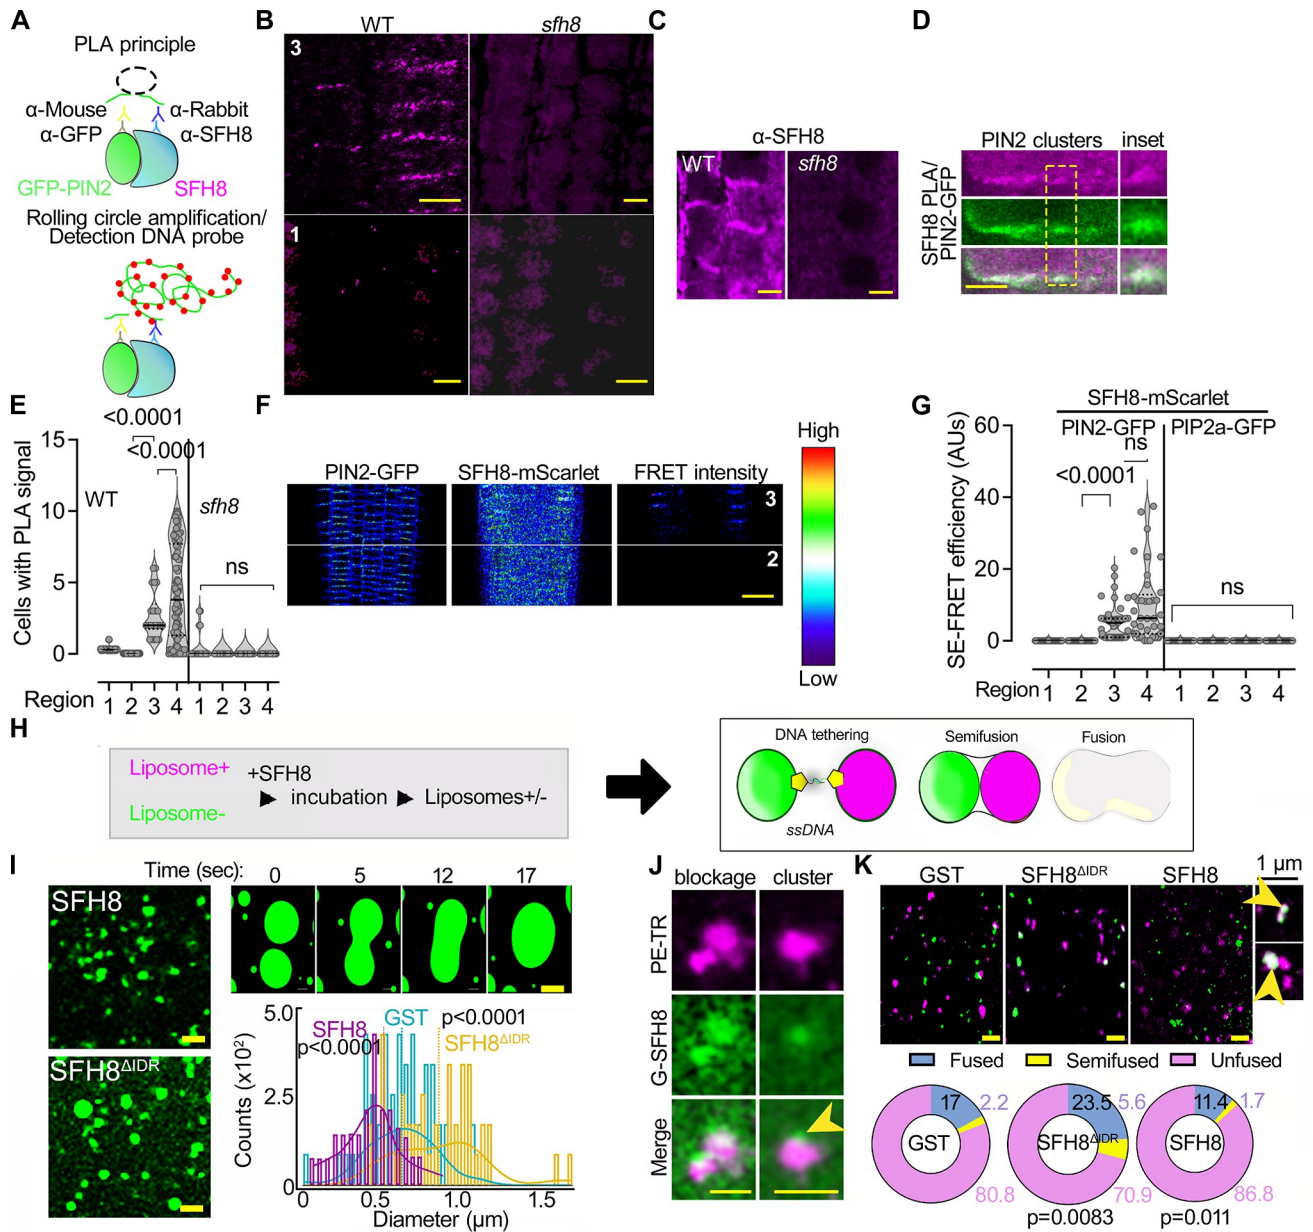 A
PLA principle
α-Mouse
α-Rabbit
α-GFP
α-SFH8
GFP-PIN2
SFH8
Rolling circle amplification/
Detection DNA probe
B
WT
sfh8
3
1
C
α-SFH8
WT
sfh8
D
PIN2 clusters
inset
SFH8 PLA/
PIN2-GFP
E
<0.0001
<0.0001
Cells with PLA signal
15
10
5
0
WT
sfh8
ns
Region
1 2 3 4 1 2 3 4
F
PIN2-GFP
SFH8-mScarlet
FRET intensity
3
2
High
Low
G
SFH8-mScarlet
PIN2-GFP
PIP2a-GFP
ns
<0.0001
ns
SE-FRET efficiency (AUs)
60
40
20
0
Region
1 2 3 4 1 2 3 4
H
Liposome+
Liposome-
+SFH8
incubation
Liposomes+/-
DNA tethering
Semifusion
Fusion
ssDNA
I
SFH8
SFH8ΔIDR
Time (sec):
0
5
12
17
Counts (x10²)
5.0
2.5
0
SFH8
p<0.0001
GST
p<0.0001
SFH8ΔIDR
0
0.5
1.0
1.5
Diameter (μm)
J
blockage
cluster
PE-TR
G-SFH8
Merge
K
GST
SFH8ΔIDR
SFH8
1 μm
Fused
Semifused
Unfused
17
2.2
GST
80.8
23.5
5.6
SFH8ΔIDR
70.9
p=0.0083
11.4
1.7
SFH8
86.8
p=0.011